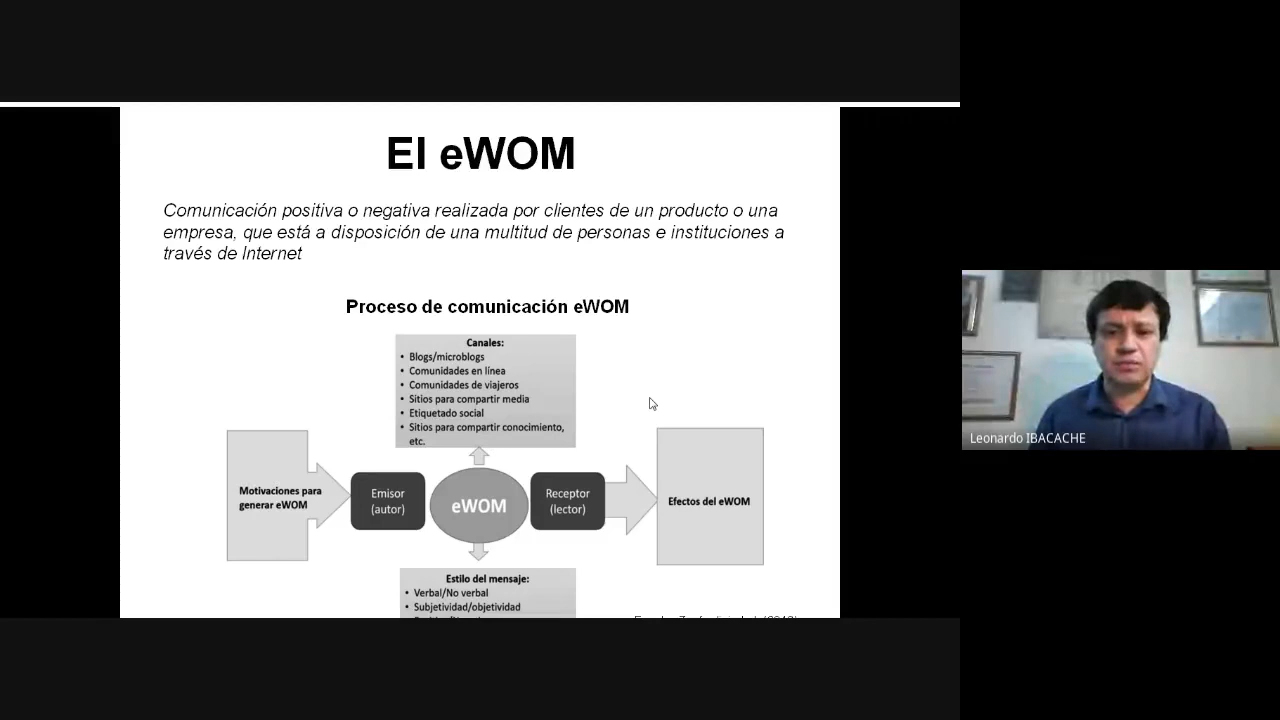 El eWOM
Comunicación positiva o negativa realizada por clientes de un producto o una
empresa, que está a disposición de una multitud de personas e instituciones a
través de Internet
Proceso de comunicación eWOM
Canales:
• Blogs/microblogs
• Comunidades en línea
• Comunidades de viajeros
• Sitios para compartir media
• Etiquetado social
• Sitios para compartir conocimiento,
etc.
Motivaciones para
generar eWOM
Emisor
(autor)
eWOM
Receptor
(lector)
Efectos del eWOM
Estilo del mensaje:
• Verbal/No verbal
• Subjetividad/objetividad
Leonardo IBACACHE